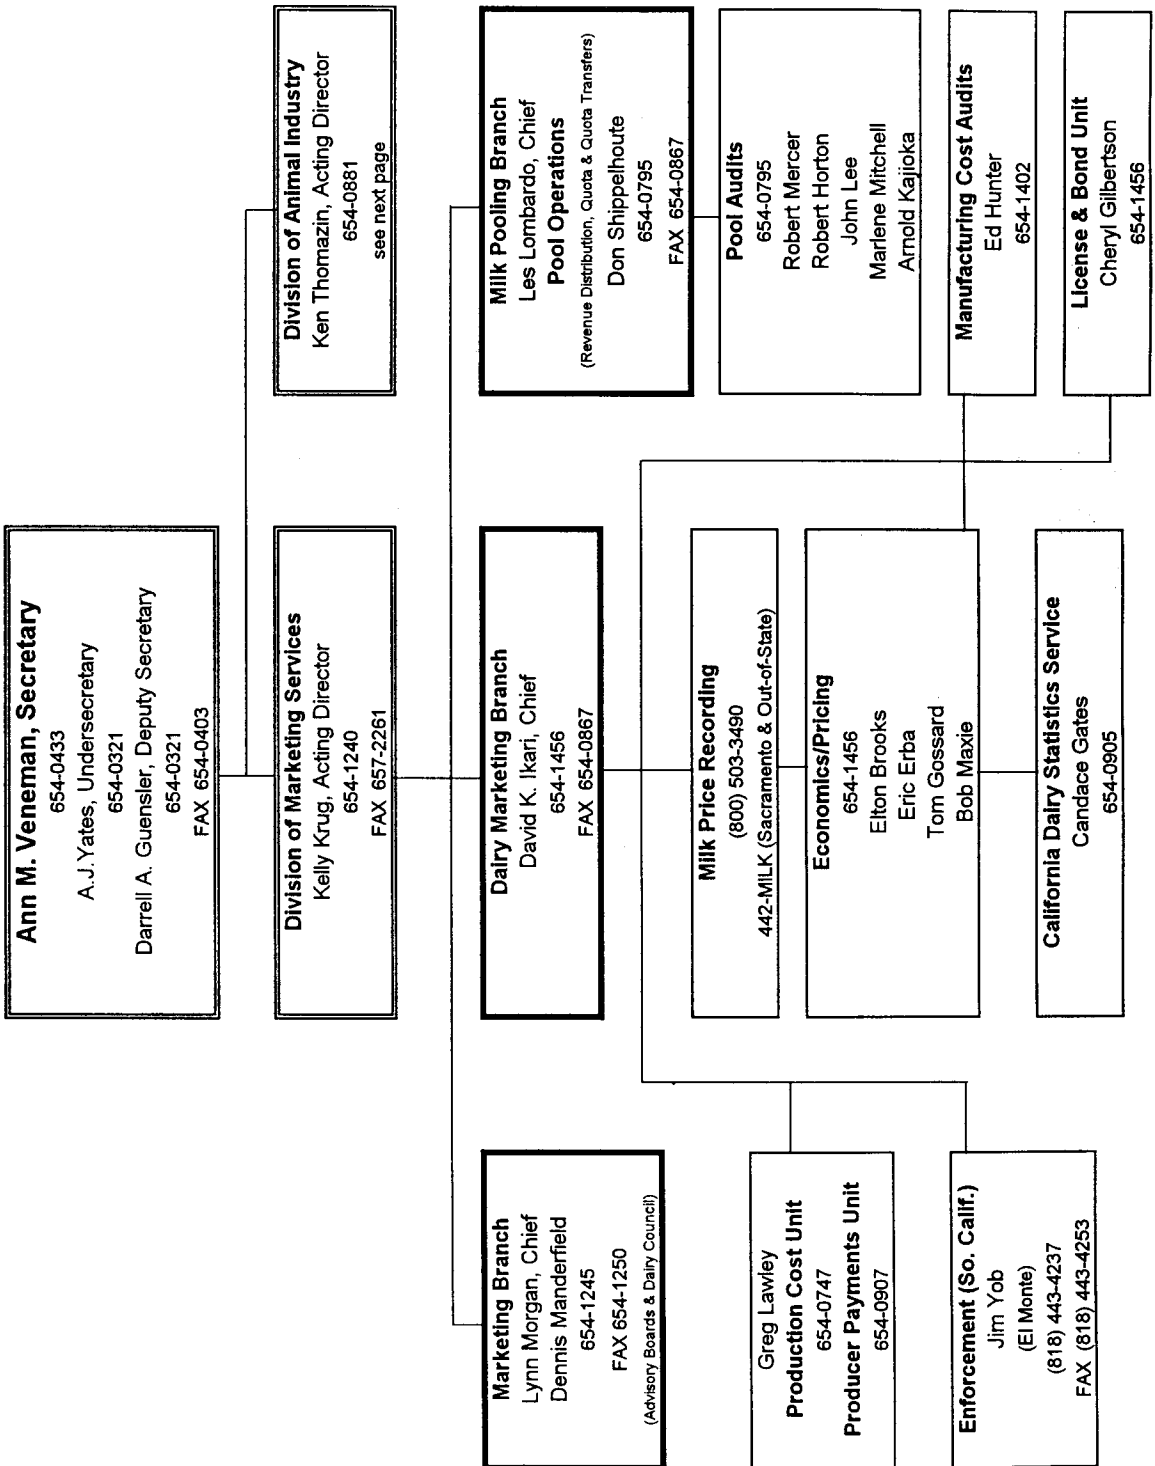 Ann M. Veneman, Secretary
654-0433
A.J.Yates, Undersecretary
654-0321
Darrell A. Guensler, Deputy Secretary
654-0321
FAX 654-0403
Division of Marketing Services
Kelly Krug, Acting Director
654-1240
FAX 657-2261
Division of Animal Industry
Ken Thomazin, Acting Director
654-0881
see next page
Marketing Branch
Lynn Morgan, Chief
Dennis Manderfield
654-1245
FAX 654-1250
(Advisory Boards & Dairy Council)
Dairy Marketing Branch
David K. Ikari, Chief
654-1456
FAX 654-0867
Milk Pooling Branch
Les Lombardo, Chief
Pool Operations
(Revenue Distribution, Quota & Quota Transfers)
Don Shippelhoute
654-0795
FAX 654-0867
Greg Lawley
Production Cost Unit
654-0747
Producer Payments Unit
654-0907
Milk Price Recording
(800) 503-3490
442-MILK (Sacramento & Out-of-State)
Pool Audits
654-0795
Robert Mercer
Robert Horton
John Lee
Marlene Mitchell
Arnold Kajioka
Economics/Pricing
654-1456
Elton Brooks
Eric Erba
Tom Gossard
Bob Maxie
Enforcement (So. Calif.)
Jim Yob
(El Monte)
(818) 443-4237
FAX (818) 443-4253
Manufacturing Cost Audits
Ed Hunter
654-1402
California Dairy Statistics Service
Candace Gates
654-0905
License & Bond Unit
Cheryl Gilbertson
654-1456